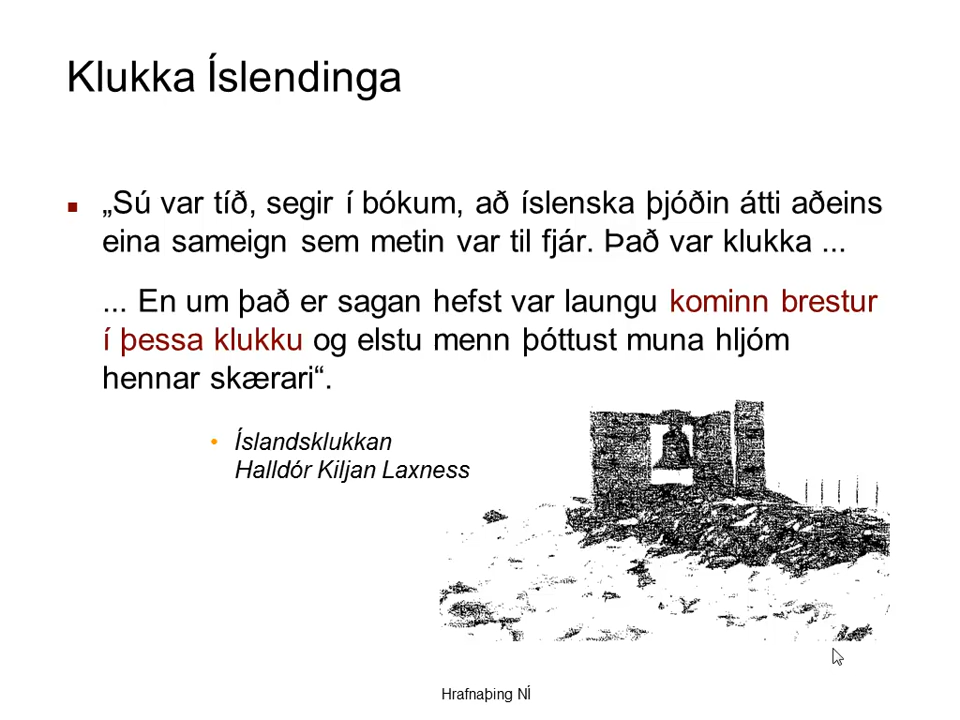 Klukka Íslendinga
„Sú var tíð, segir í bókum, að íslenska þjóðin átti aðeins
eina sameign sem metin var til fjár. Það var klukka ...
... En um það er sagan hefst var laungu kominn brestur
í þessa klukku og elstu menn þóttust muna hljóm
hennar skærari“.
Íslandsklukkan
Halldór Kiljan Laxness
Hrafnaþing NÍ